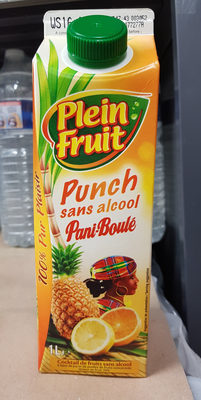 Plein
Fruit
Punch
sans alcool
Pani-Boulé
100% Pur Plaisir
1L
Cocktail de fruits sans alcool